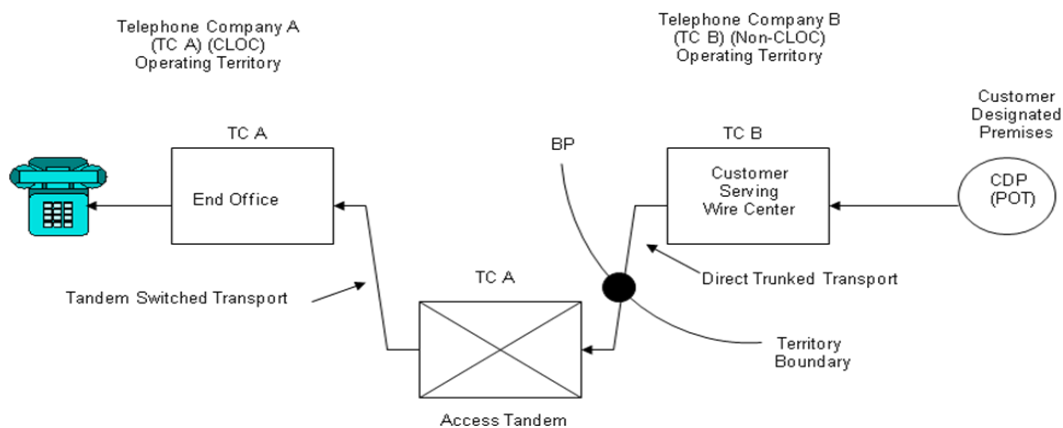 Telephone Company A
(TC A) (CLOC)
Operating Territory
Telephone Company B
(TC B) (Non-CLOC)
Operating Territory
Customer
Designated
Premises
TC A
BP
TC B
End Office
Customer
Serving
Wire Center
CDP
(POT)
Tandem Switched Transport
TC A
Direct Trunked Transport
Territory
Boundary
Access Tandem